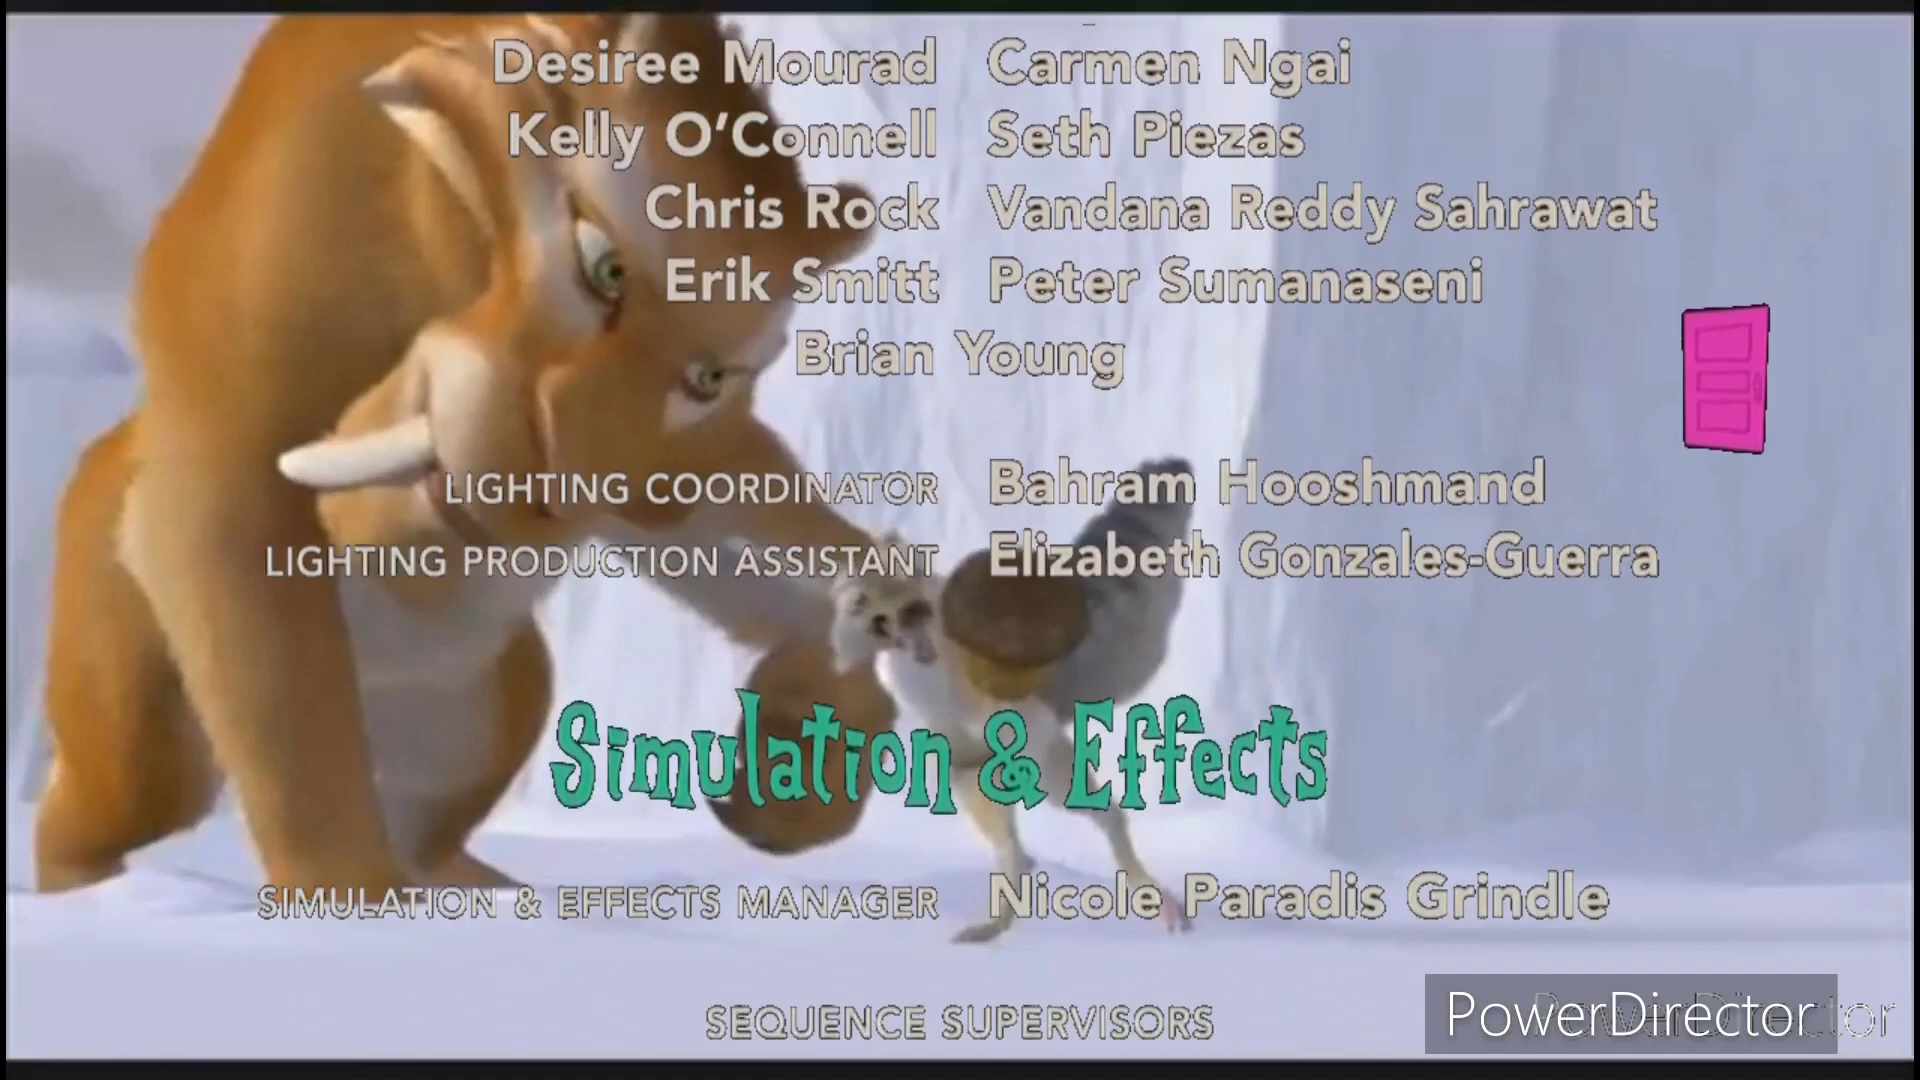 Desiree Mourad Carmen Ngai
Kelly O'Connell Seth Piezas
Chris Rock Vandana Reddy Sahrawat
Erik Smitt Peter Sumanaseni
Brian Young
LIGHTING COORDINATOR Bahram Hooshmand
LIGHTING PRODUCTION ASSISTANT Elizabeth Gonzales-Guerra
Simulation & Effects
SIMULATION & EFFECTS MANAGER Nicole Paradis Grindle
SEQUENCE SUPERVISORS
PowerDirector
PowerDirector